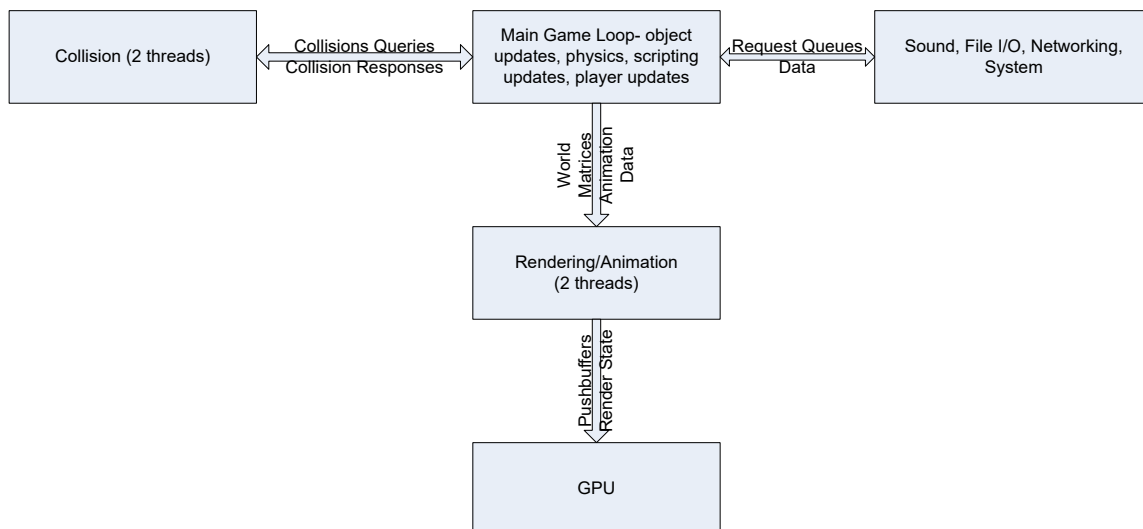 Collision (2 threads)
Collisions Queries
Collision Responses
Main Game Loop- object
updates, physics, scripting
updates, player updates
Request Queues
Data
Sound, File I/O, Networking,
System
World
Matrices
Animation
Data
Rendering/Animation
(2 threads)
Pushbuffers
Render State
GPU